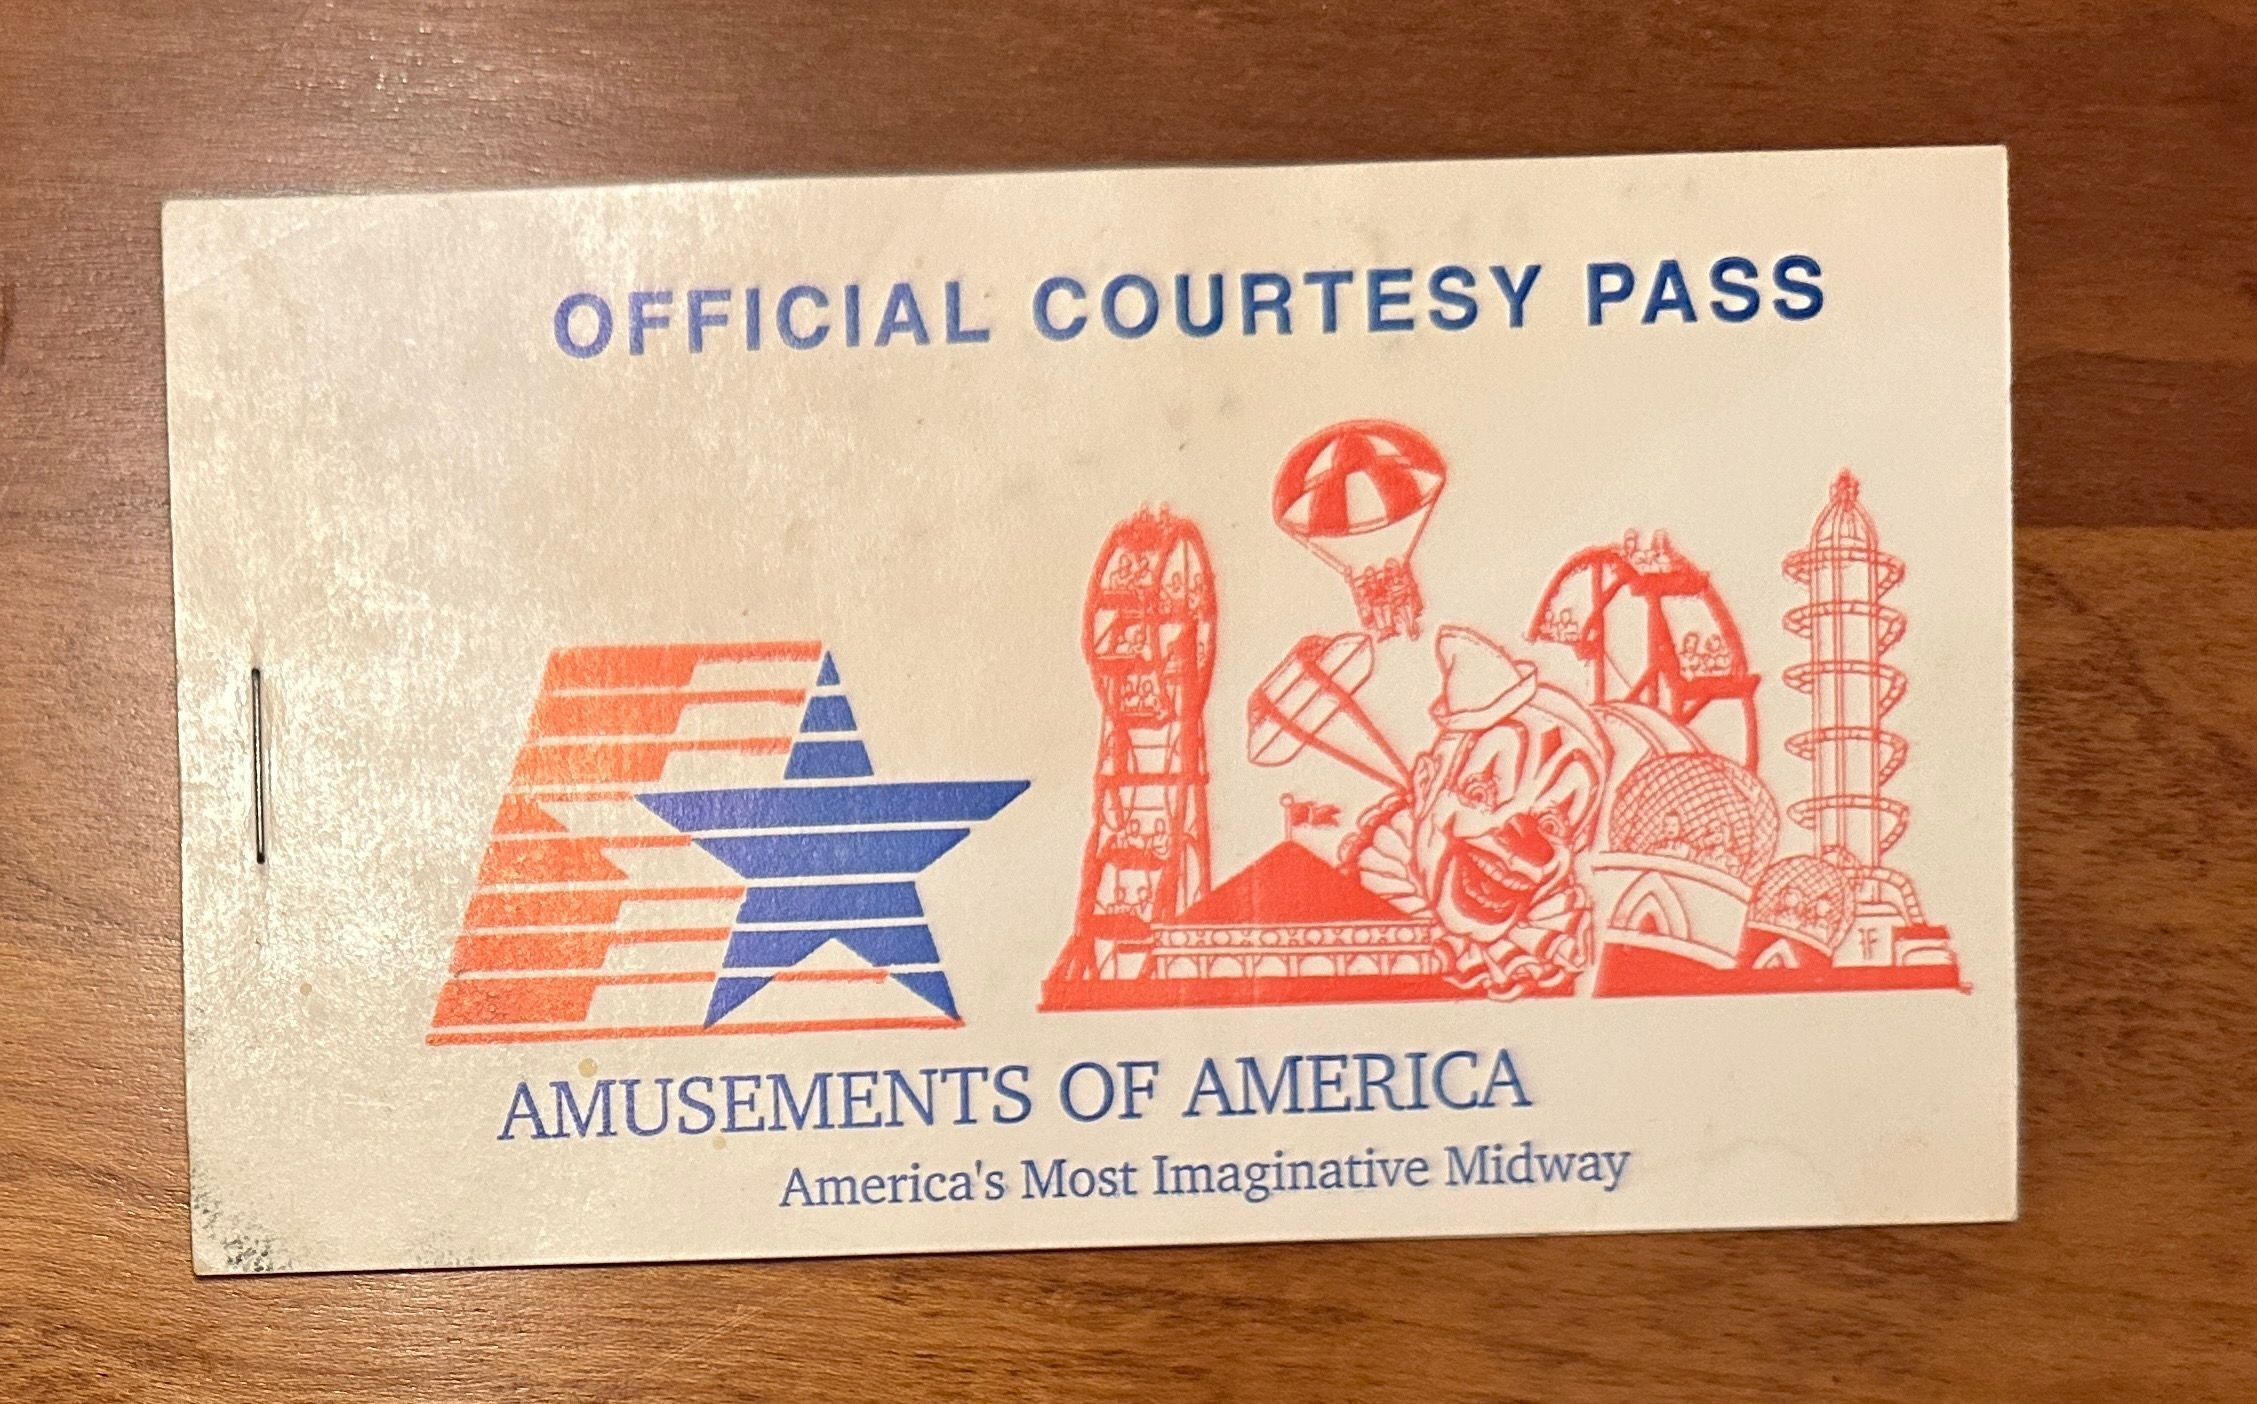 OFFICIAL COURTESY PASS
AMUSEMENTS OF AMERICA
America's Most Imaginative Midway